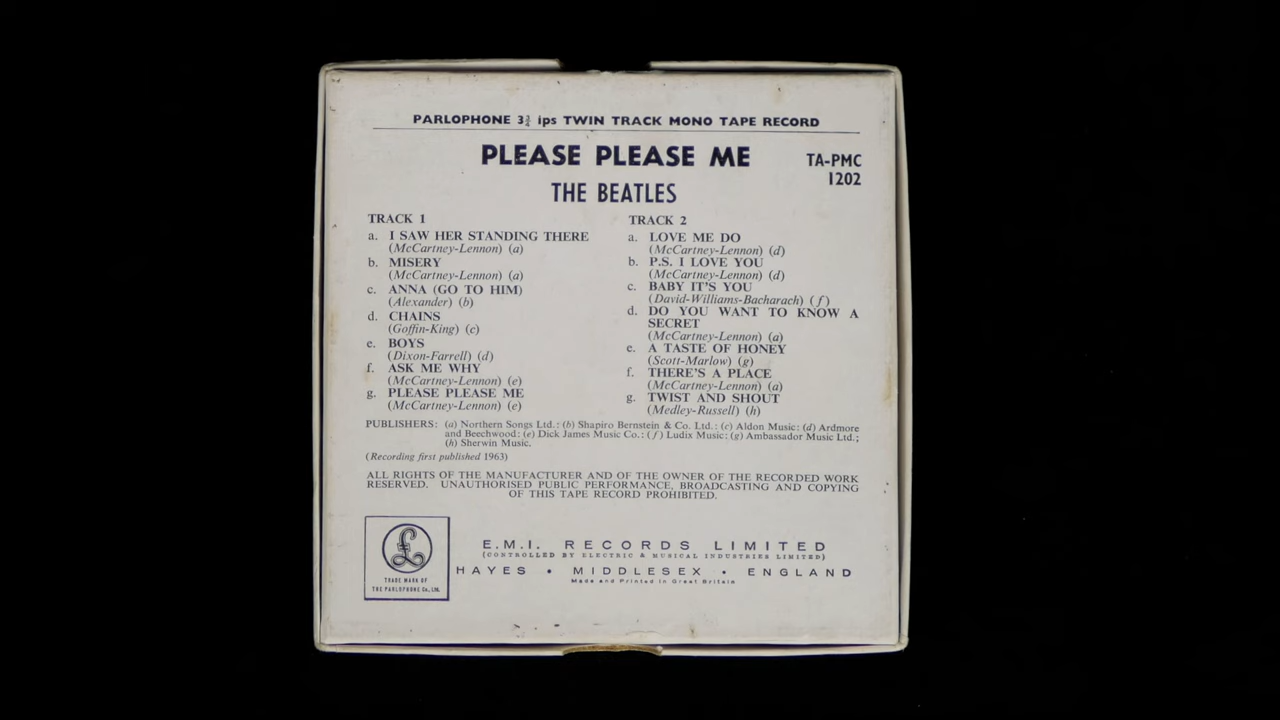 PARLOPHONE 3¾ ips TWIN TRACK MONO TAPE RECORD
PLEASE PLEASE ME
TA-PMC
1202
THE BEATLES
TRACK 1
a. I SAW HER STANDING THERE
(McCartney-Lennon) (a)
b. MISERY
(McCartney-Lennon) (a)
c. ANNA (GO TO HIM)
(Alexander) (b)
d. CHAINS
(Goffin-King) (c)
e. BOYS
(Dixon-Farrell) (d)
f. ASK ME WHY
(McCartney-Lennon) (e)
g. PLEASE PLEASE ME
(McCartney-Lennon) (e)
TRACK 2
a. LOVE ME DO
(McCartney-Lennon) (d)
b. P.S. I LOVE YOU
(McCartney-Lennon) (d)
c. BABY IT'S YOU
(David-Williams-Bacharach) (f)
d. DO YOU WANT TO KNOW A
SECRET
(McCartney-Lennon) (a)
e. A TASTE OF HONEY
(Scott-Marlow) (g)
f. THERE'S A PLACE
(McCartney-Lennon) (a)
g. TWIST AND SHOUT
(Medley-Russell) (h)
PUBLISHERS: (a) Northern Songs Ltd.: (b) Shapiro Bernstein & Co. Ltd.: (c) Aldon Music: (d) Ardmore
and Beechwood: (e) Dick James Music Co.: (f) Ludix Music: (g) Ambassador Music Ltd.;
(h) Sherwin Music.
(Recording first published 1963)
ALL RIGHTS OF THE MANUFACTURER AND OF THE OWNER OF THE RECORDED WORK
RESERVED. UNAUTHORISED PUBLIC PERFORMANCE, BROADCASTING AND COPYING
OF THIS TAPE RECORD PROHIBITED.
£
TRADE MARK OF
THE PARLOPHONE Co., LTD.
E.M.I. RECORDS LIMITED
(CONTROLLED BY ELECTRIC & MUSICAL INDUSTRIES LIMITED)
HAYES • MIDDLESEX • ENGLAND
Made and Printed in Great Britain